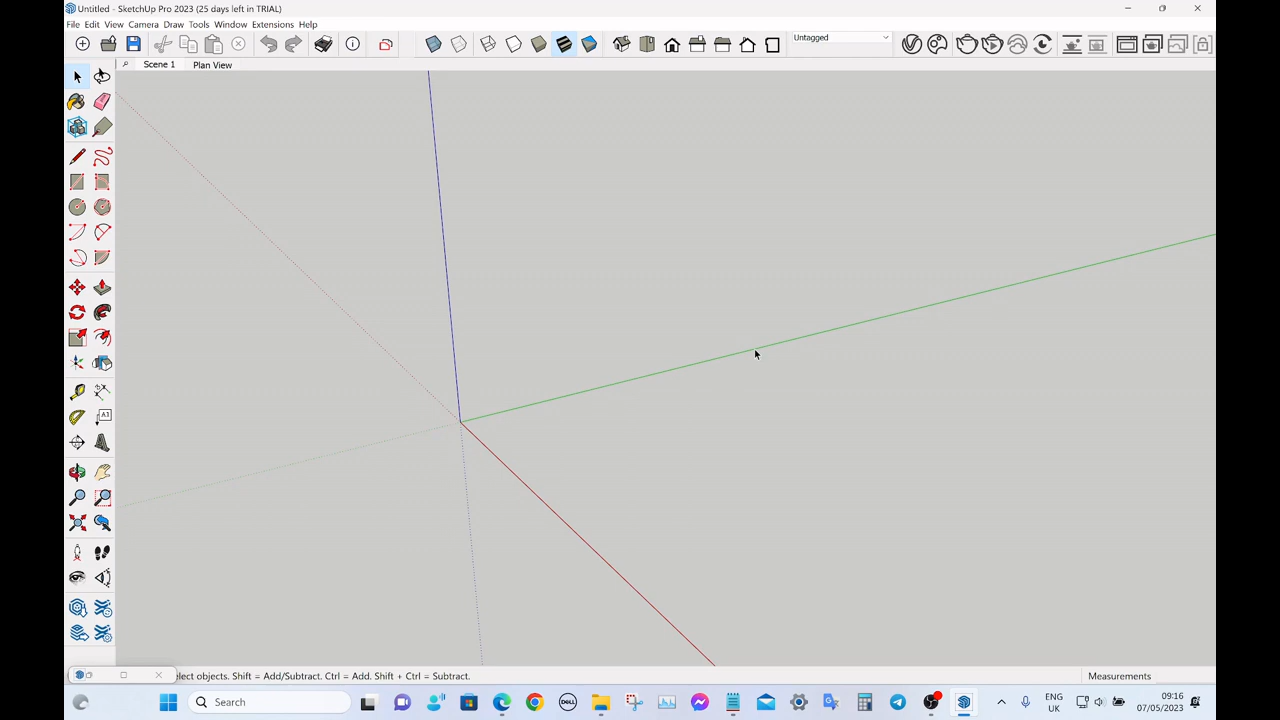 Untitled - SketchUp Pro 2023 (25 days left in TRIAL)
File Edit View Camera Draw Tools Window Extensions Help
Untagged
Scene 1 Plan View
A1
elect objects. Shift = Add/Subtract. Ctrl = Add. Shift + Ctrl = Subtract.
Measurements
Search
DELL
ENG
UK
09:16
07/05/2023